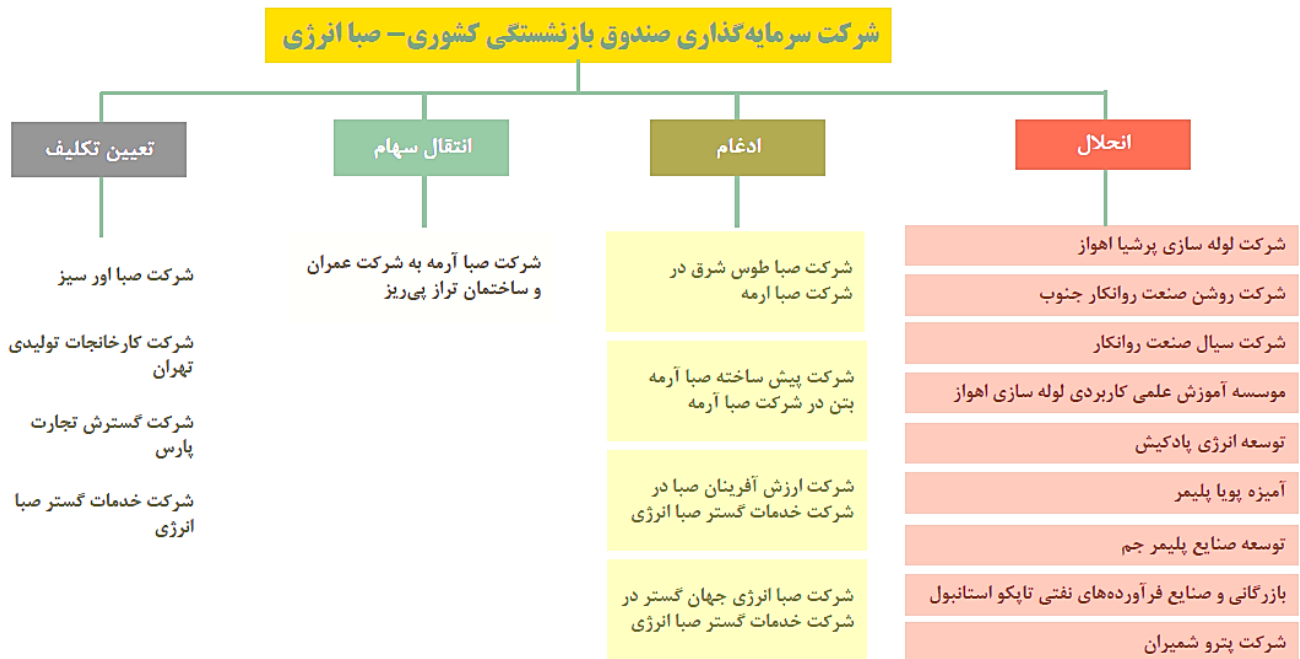 شرکت سرمایه‌گذاری صندوق بازنشستگی کشوری– صبا انرژی
انحلال
شرکت لوله سازی پرشیا اهواز
شرکت روشن صنعت روانکار جنوب
شرکت سیال صنعت روانکار
موسسه آموزش علمی کاربردی لوله سازی اهواز
توسعه انرژی پادکیش
آمیزه پویا پلیمر
توسعه صنایع پلیمر جم
بازرگانی و صنایع فرآورده‌های نفتی تاپکو استانبول
شرکت پترو شمیران
ادغام
شرکت صبا طوس شرق در
شرکت صبا ارمه
شرکت پیش ساخته صبا آرمه
بتن در شرکت صبا آرمه
شرکت ارزش آفرینان صبا در
شرکت خدمات گستر صبا انرژی
شرکت صبا انرژی جهان گستر در
شرکت خدمات گستر صبا انرژی
انتقال سهام
شرکت صبا آرمه به شرکت عمران
و ساختمان تراز پی‌ریز
تعیین تکلیف
شرکت صبا اور سیز
شرکت کارخانجات تولیدی
تهران
شرکت گسترش تجارت
پارس
شرکت خدمات گستر صبا
انرژی